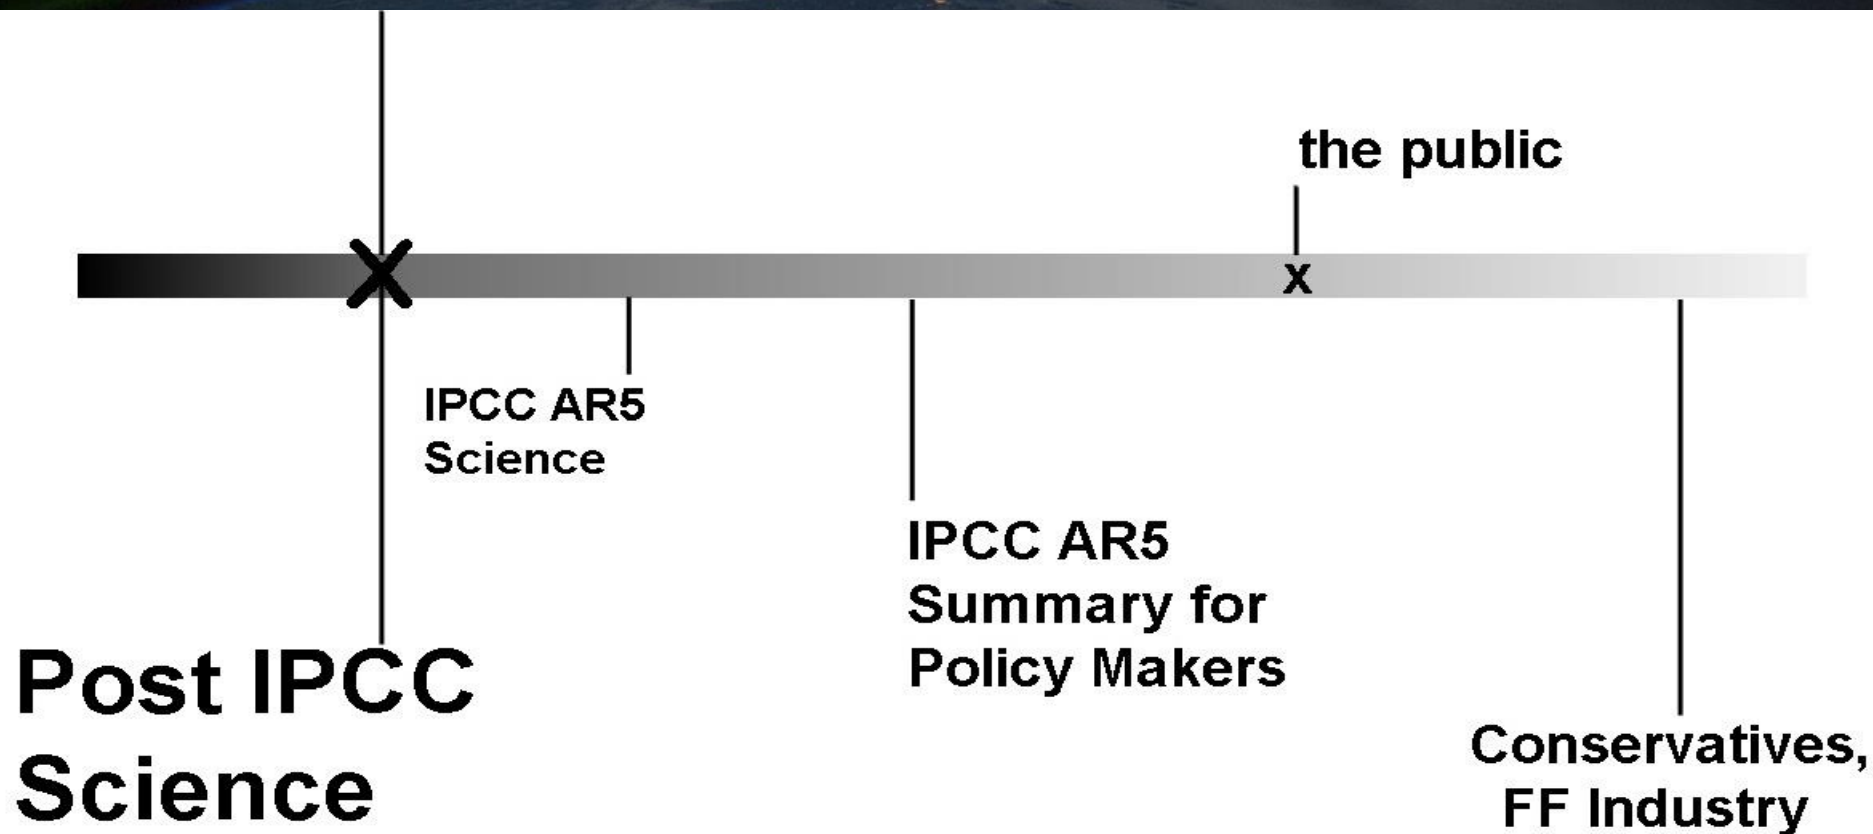 the public
x
IPCC AR5
Science
IPCC AR5
Summary for
Policy Makers
Post IPCC
Science
Conservatives,
FF Industry